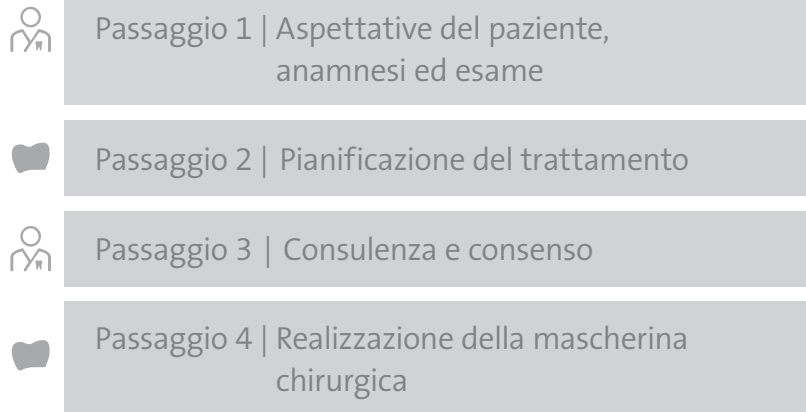 Passaggio 1 | Aspettative del paziente,
anamnesi ed esame
Passaggio 2 | Pianificazione del trattamento
Passaggio 3 | Consulenza e consenso
Passaggio 4 | Realizzazione della mascherina
chirurgica